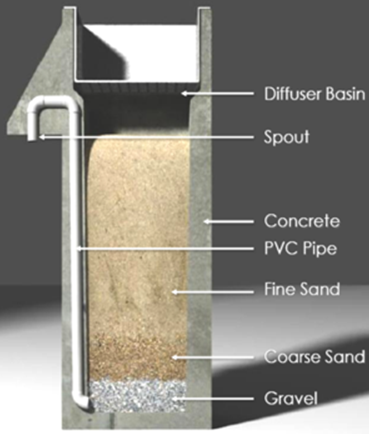 Diffuser Basin
Spout
Concrete
PVC Pipe
Fine Sand
Coarse Sand
Gravel